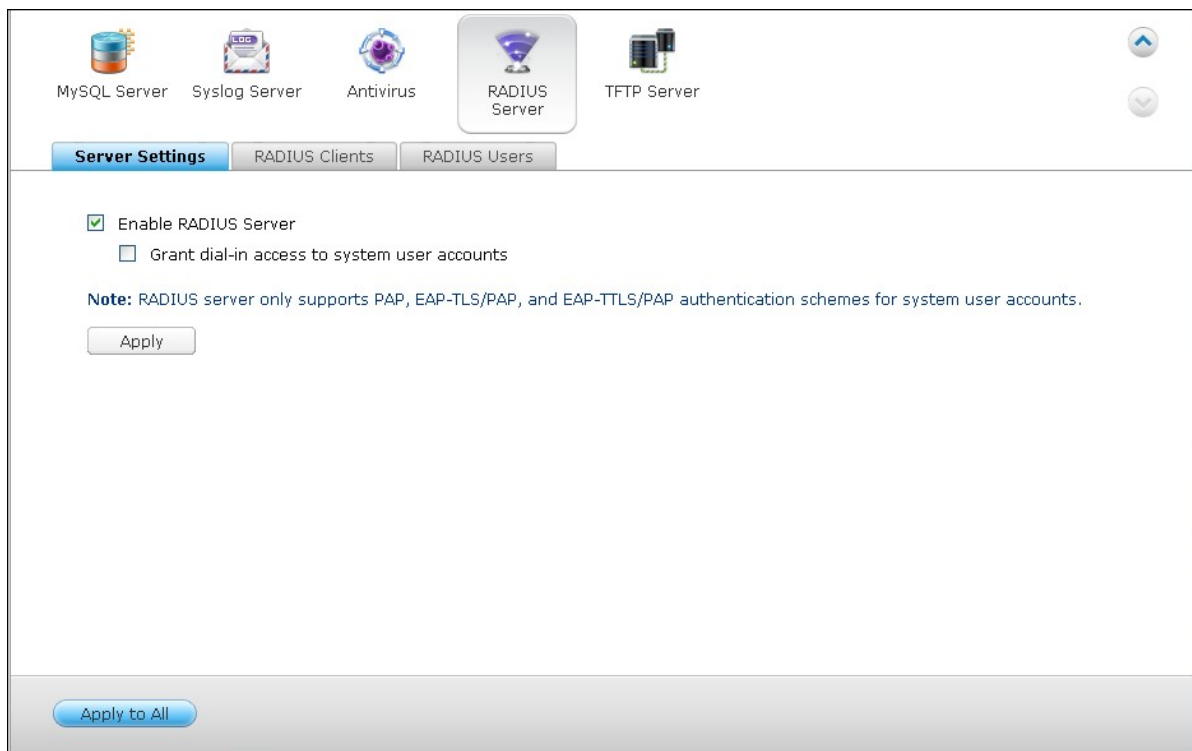 LOG
MySQL Server
Syslog Server
Antivirus
RADIUS
Server
TFTP Server
Server Settings
RADIUS Clients
RADIUS Users
Enable RADIUS Server
Grant dial-in access to system user accounts
Note: RADIUS server only supports PAP, EAP-TLS/PAP, and EAP-TTLS/PAP authentication schemes for system user accounts.
Apply
Apply to All